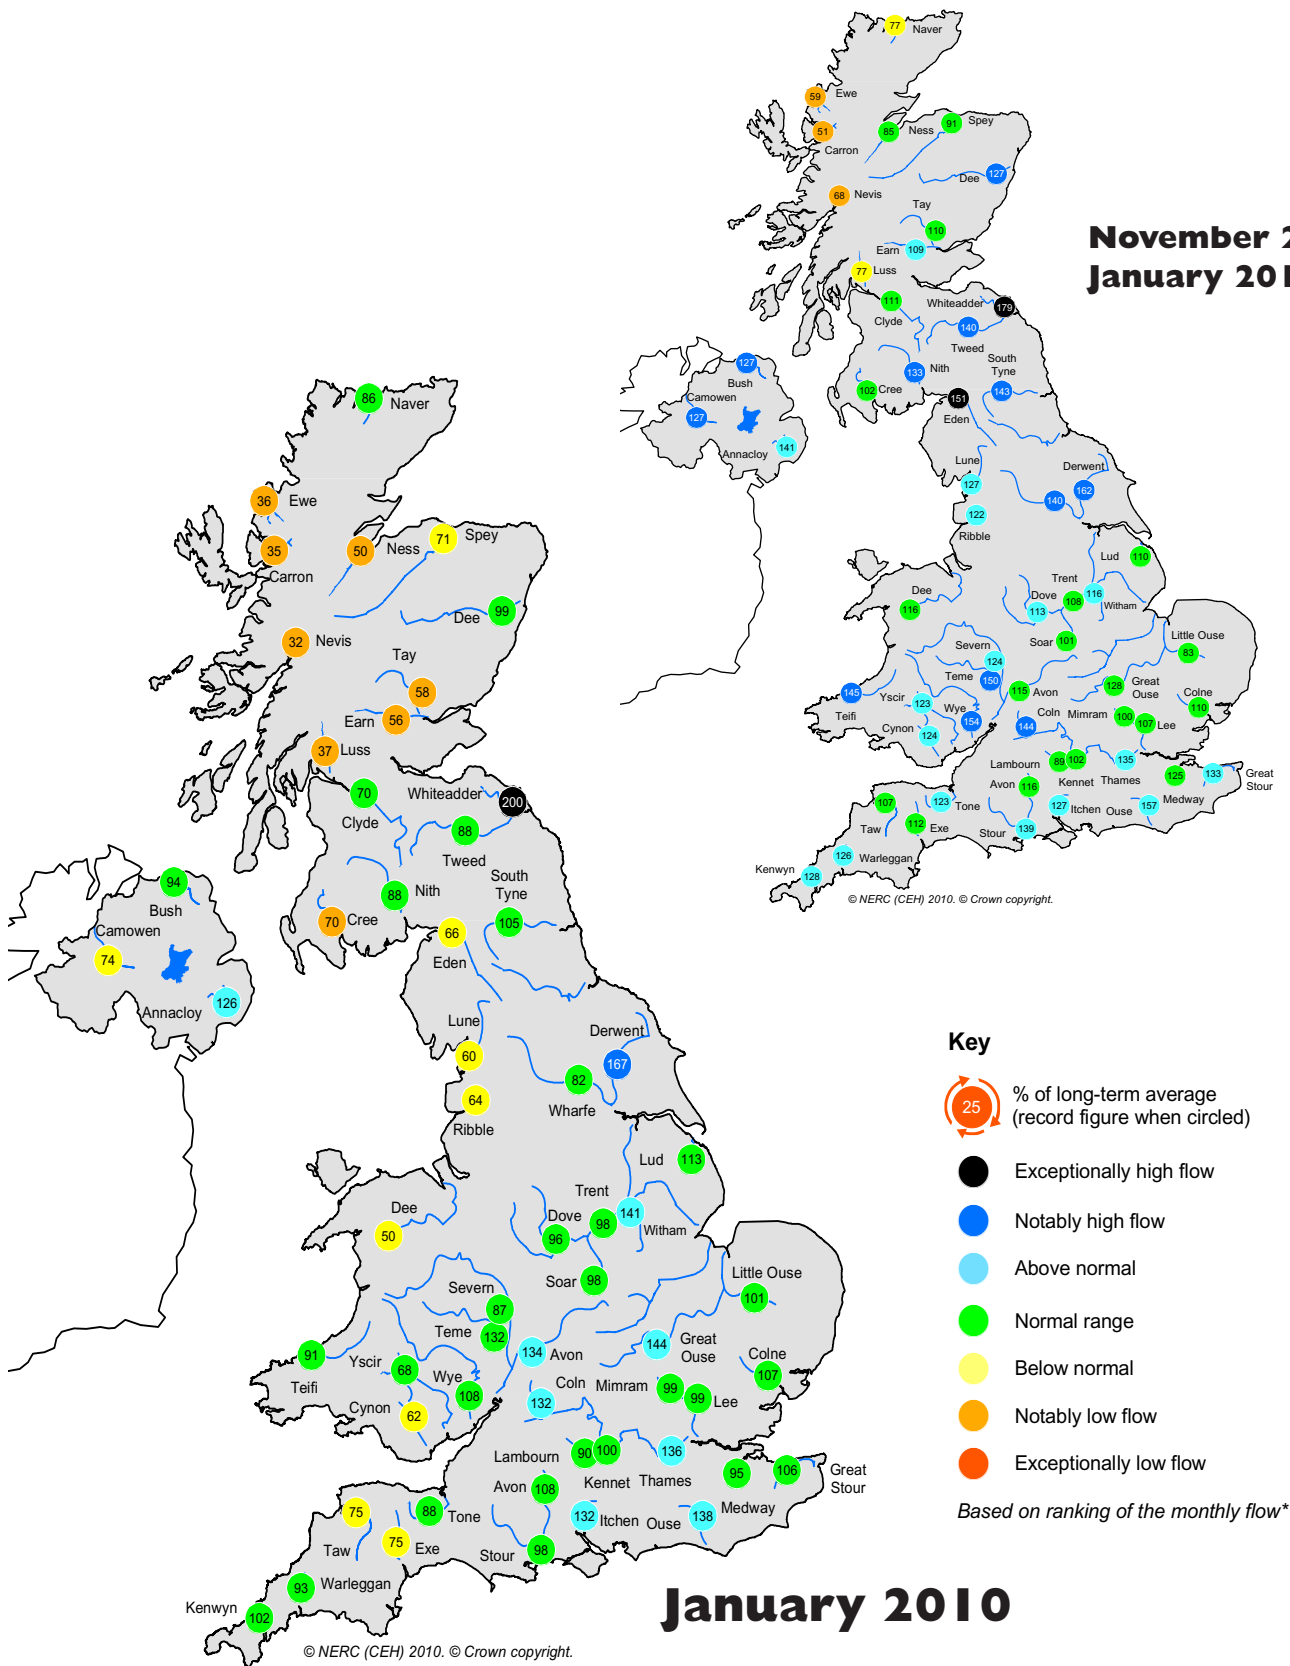 77
Naver
59
Ewe
51
Carron
85
Ness
91
Spey
Dee
127
68
Nevis
Tay
110
Earn
109
77
Luss
November 2
January 201
111
Clyde
Whiteadder
179
140
Tweed
133
Nith
South
Tyne
143
102
Cree
151
Eden
127
Bush
Camowen
127
Annacloy
141
Lune
127
Derwent
140
162
122
Ribble
Lud
110
Dee
116
Trent
Dove
108
116
113
Witham
Soar
101
Little Ouse
83
Severn
124
Teme
150
145
Teifi
Yscir
123
Wye
154
Cynon
124
115
Avon
128
Great
Ouse
Colne
110
Coln
144
Mimram
100
107
Lee
Lambourn
89
102
Kennet
135
Thames
125
Medway
133
Great
Stour
Avon
116
127
Itchen
Ouse
157
107
Taw
123
Tone
112
Exe
Stour
139
126
Warleggan
Kenwyn
128
© NERC (CEH) 2010. © Crown copyright.
86
Naver
36
Ewe
35
Carron
50
Ness
71
Spey
Dee
99
32
Nevis
Tay
58
Earn
56
37
Luss
70
Clyde
Whiteadder
200
88
Tweed
88
Nith
South
Tyne
105
70
Cree
66
Eden
94
Bush
Camowen
74
Annacloy
126
Lune
60
Derwent
167
82
Wharfe
64
Ribble
Lud
113
Dee
50
Trent
Dove
98
141
96
Witham
Soar
98
Little Ouse
101
Severn
87
Teme
132
91
Teifi
Yscir
68
Wye
108
Cynon
62
134
Avon
144
Great
Ouse
Colne
107
Coln
132
Mimram
99
99
Lee
Lambourn
90
100
Kennet
136
Thames
95
Medway
106
Great
Stour
Avon
108
132
Itchen
Ouse
138
75
Taw
88
Tone
75
Exe
Stour
98
93
Warleggan
Kenwyn
102
© NERC (CEH) 2010. © Crown copyright.
January 2010
Key
25
% of long-term average
(record figure when circled)
Exceptionally high flow
Notably high flow
Above normal
Normal range
Below normal
Notably low flow
Exceptionally low flow
Based on ranking of the monthly flow*